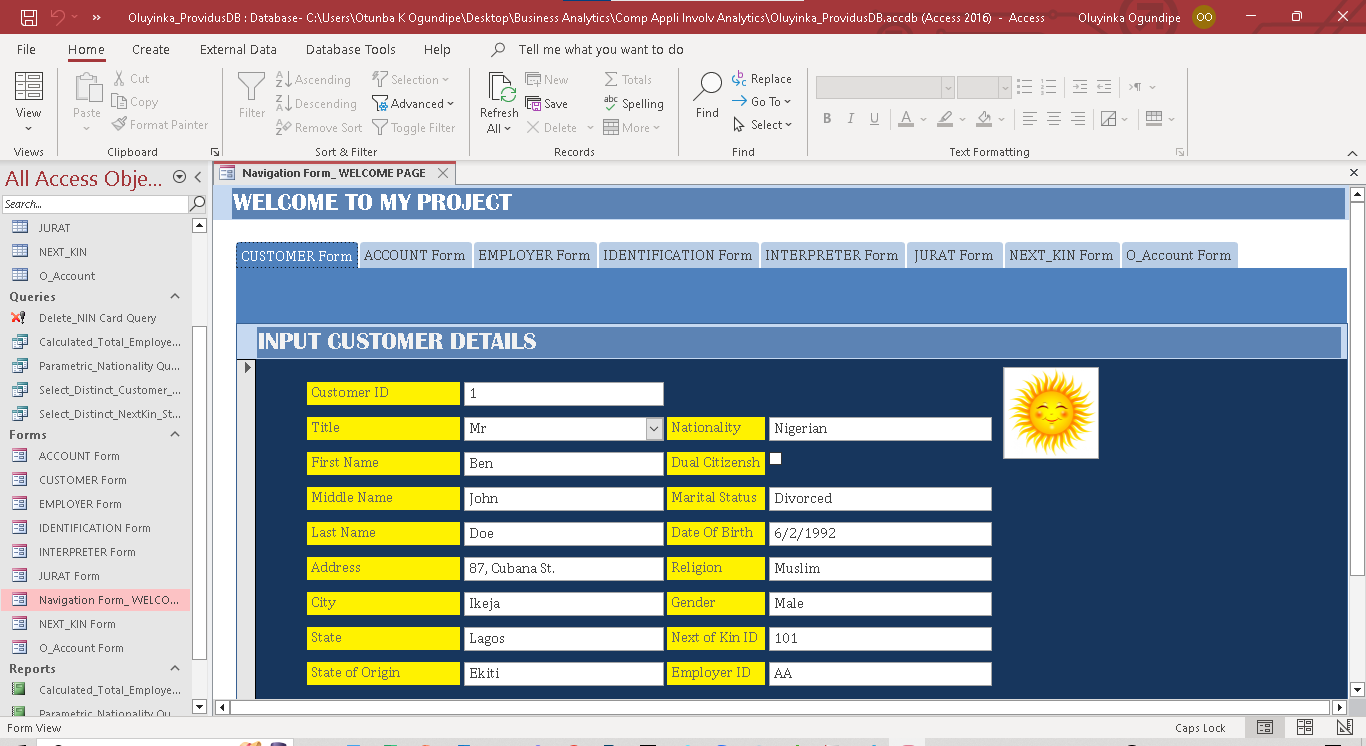 Oluyinka_ProvidusDB : Database- C:\Users\Otunba K Ogundipe\Desktop\Business Analytics\Comp Appli Involv Analytics\Oluyinka_ProvidusDB.accdb (Access 2016) - Access
Oluyinka Ogundipe OO
File Home Create External Data Database Tools Help Tell me what you want to do
View
Views
Paste
Cut
Copy
Format Painter
Clipboard
Filter
Ascending
Descending
Remove Sort
Selection
Advanced
Toggle Filter
Sort & Filter
Refresh All
New
Save
Delete
Totals
Spelling
More
Records
Find
Replace
Go To
Select
Find
B I U A
Text Formatting
All Access Obje...
Search...
JURAT
NEXT_KIN
O_Account
Queries
Delete_NIN Card Query
Calculated_Total_Employe...
Parametric_Nationality Qu...
Select_Distinct_Customer_...
Select_Distinct_NextKin_St...
Forms
ACCOUNT Form
CUSTOMER Form
EMPLOYER Form
IDENTIFICATION Form
INTERPRETER Form
JURAT Form
Navigation Form_ WELCO...
NEXT_KIN Form
O_Account Form
Reports
Calculated_Total_Employe...
Parametric_Nationality Qu
Navigation Form_ WELCOME PAGE
WELCOME TO MY PROJECT
CUSTOMER Form ACCOUNT Form EMPLOYER Form IDENTIFICATION Form INTERPRETER Form JURAT Form NEXT_KIN Form O_Account Form
INPUT CUSTOMER DETAILS
Customer ID 1
Title Mr Nationality Nigerian
First Name Ben Dual Citizensh
Middle Name John Marital Status Divorced
Last Name Doe Date Of Birth 6/2/1992
Address 87, Cubana St. Religion Muslim
City Ikeja Gender Male
State Lagos Next of Kin ID 101
State of Origin Ekiti Employer ID AA
Form View Caps Lock